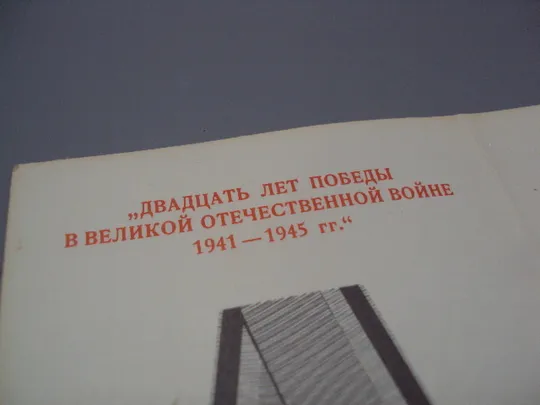 „ДВАДЦАТЬ ЛЕТ ПОБЕДЫ
В ВЕЛИКОЙ ОТЕЧЕСТВЕННОЙ ВОЙНЕ
1941 — 1945 гг.“